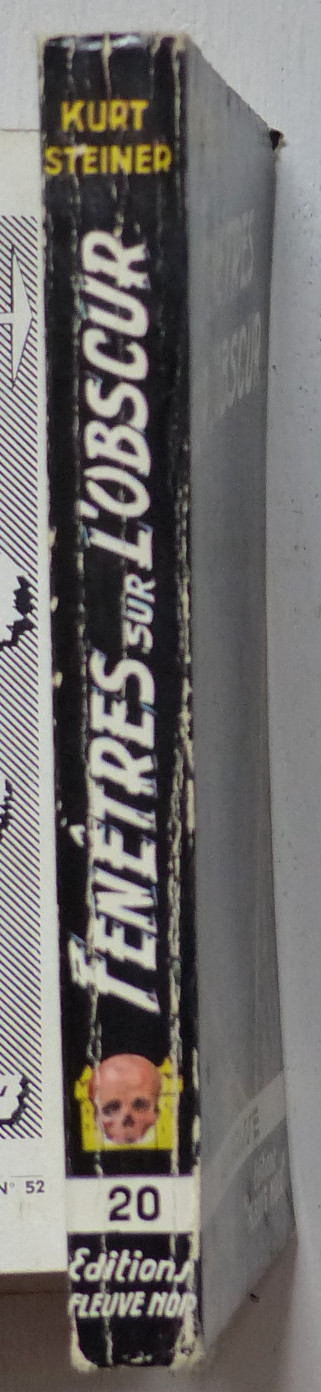 KURT
STEINER
FENÊTRES SUR L'OBSCUR
20
Editions
FLEUVE NOIR
N° 52